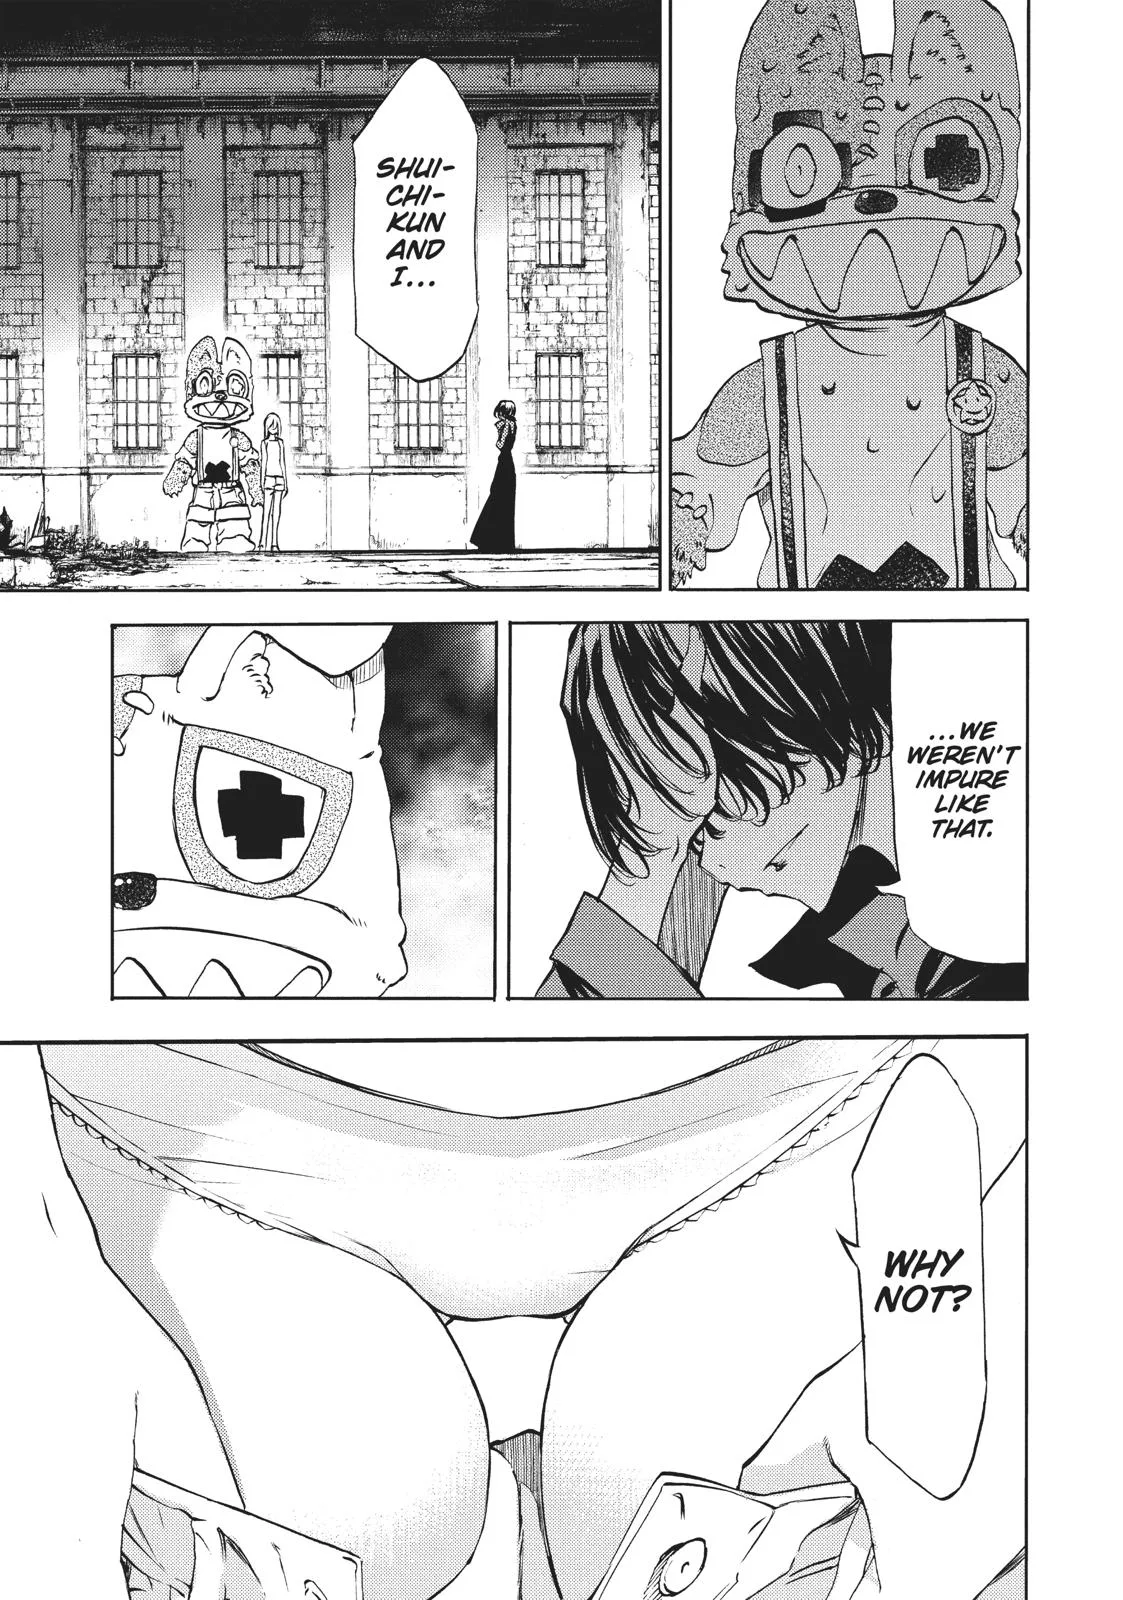 SHUI-
CHI-
KUN
AND
I...
...WE
WEREN'T
IMPURE
LIKE
THAT.
WHY
NOT?